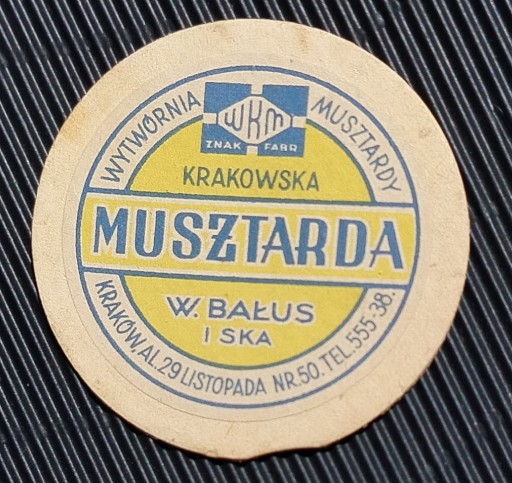 WYTWÓRNIA MUSZTARDY
WKM
ZNAK FABR
KRAKOWSKA
MUSZTARDA
W. BAŁUS
I SKA
KRAKÓW, AL. 29 LISTOPADA NR. 50. TEL. 555-38.